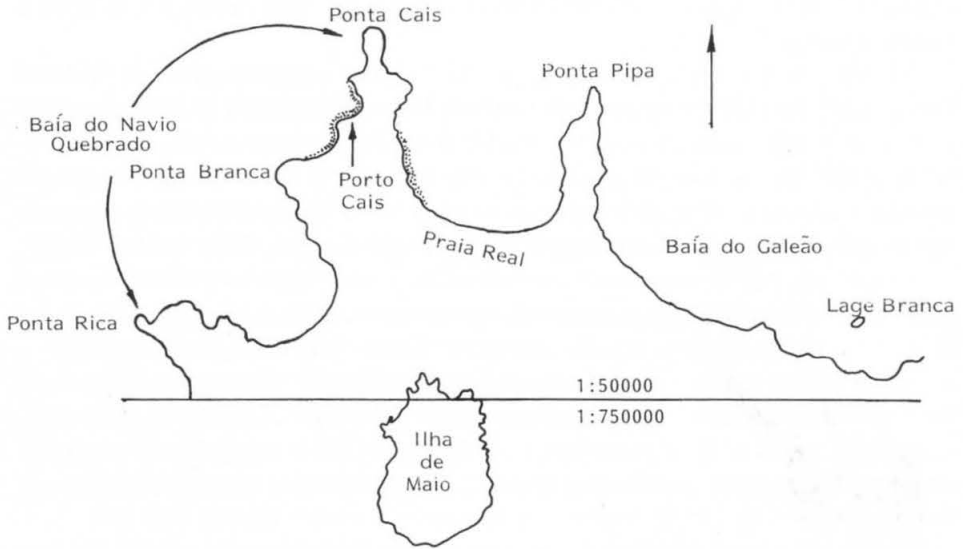 Ponta Cais
Ponta Pipa
Baía do Navio
Quebrado
Ponta Branca
Porto
Cais
Praia Real
Baía do Galeão
Lage Branca
Ponta Rica
1:50000
1:750000
Ilha
de
Maio